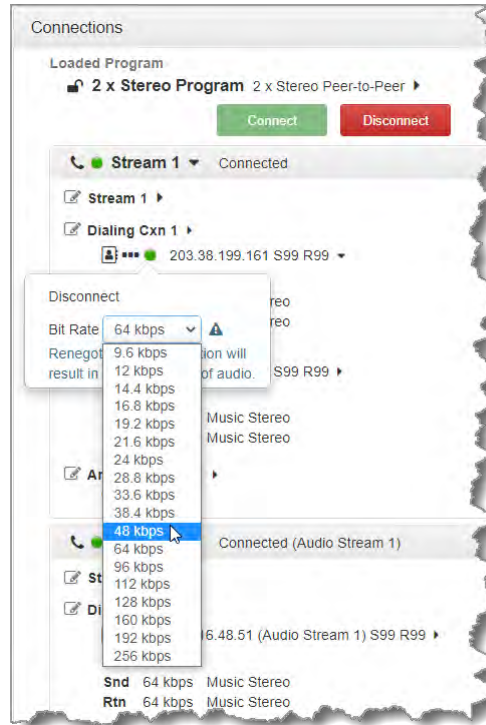 Connections
Loaded Program
2 x Stereo Program 2 x Stereo Peer-to-Peer
Connect Disconnect
Stream 1 Connected
Stream 1
Dialing Cxn 1
203.38.199.161 S99 R99
Disconnect
reo
Bit Rate 64 kbps
reo
Renegot tion will
9.6 kbps
result in of audio.
12 kbps
S99 R99
14.4 kbps
16.8 kbps
19.2 kbps Music Stereo
21.6 kbps Music Stereo
24 kbps
Ar 28.8 kbps
33.6 kbps
38.4 kbps
48 kbps
64 kbps Connected (Audio Stream 1)
96 kbps
St 112 kbps
128 kbps
Di 160 kbps
192 kbps 6.48.51 (Audio Stream 1) S99 R99
256 kbps
Snd 64 kbps Music Stereo
Rtn 64 kbps Music Stereo